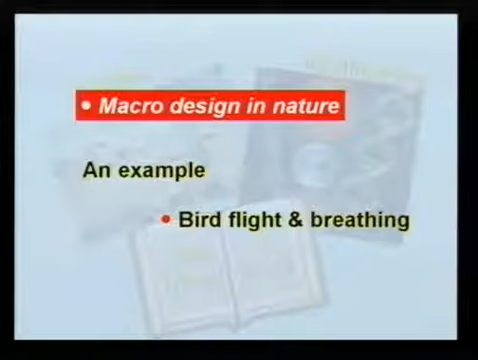 • Macro design in nature
An example
• Bird flight & breathing